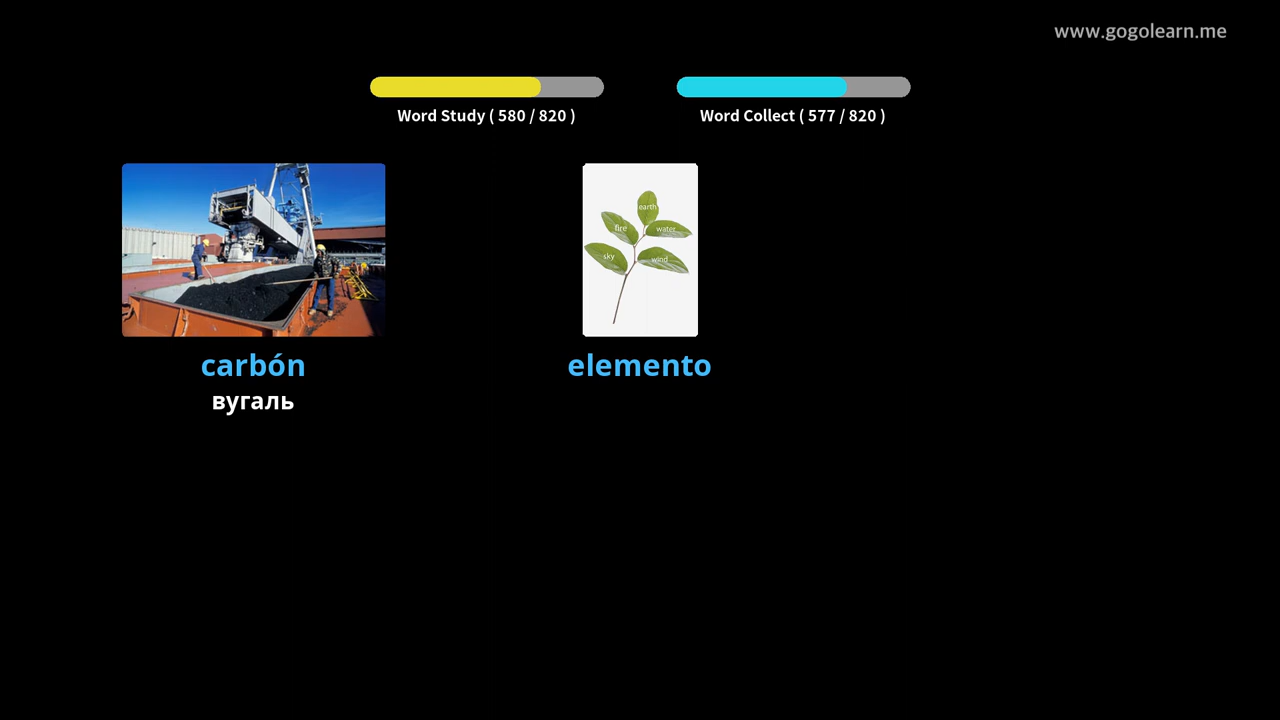 www.gogolearn.me
Word Study ( 580 / 820 )
Word Collect ( 577 / 820 )
earth
fire
water
sky
wind
carbón
вугаль
elemento